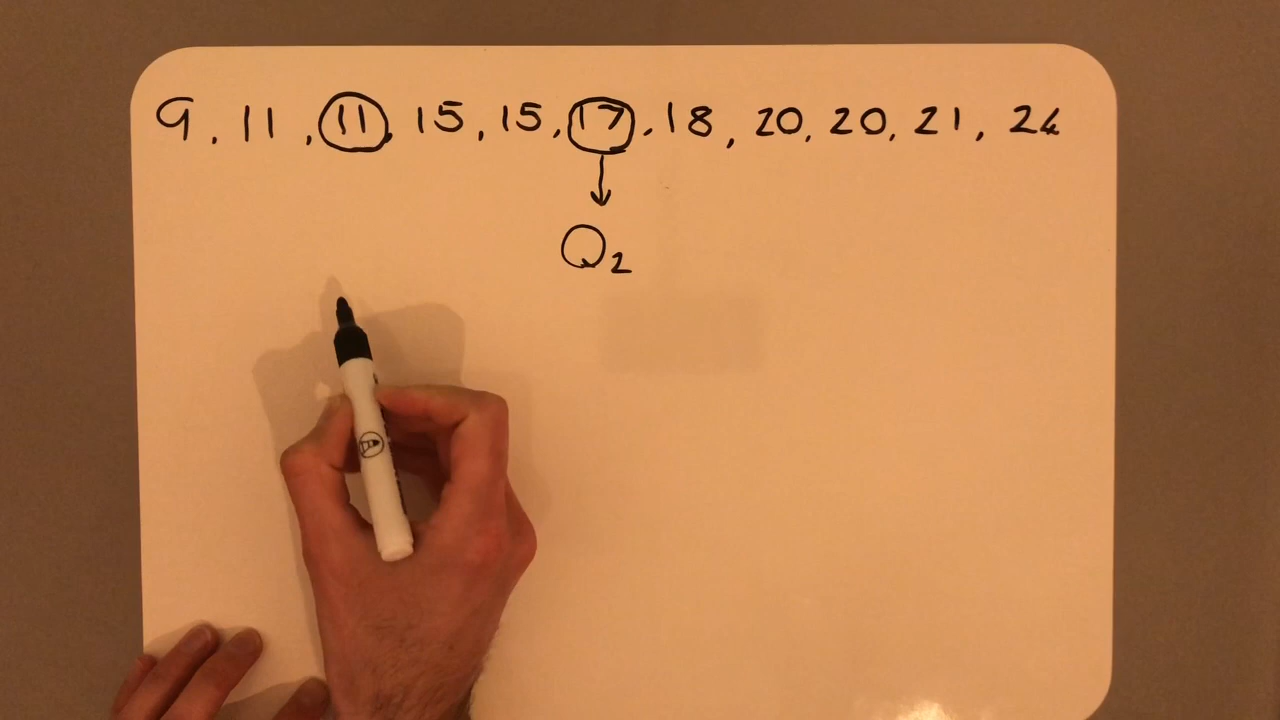 9, 11, 11, 15, 15, 17, 18, 20, 20, 21, 24
Q2